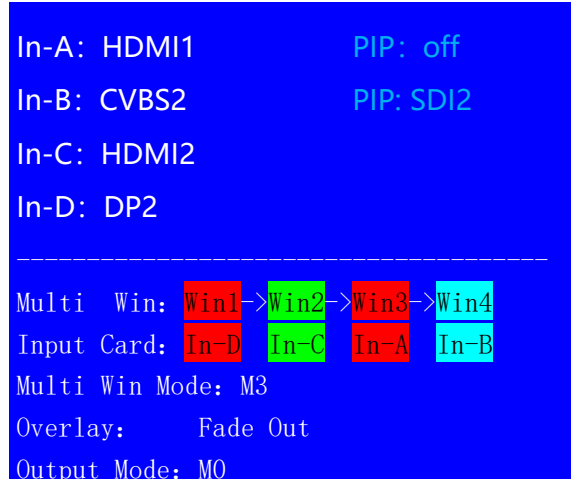 In-A: HDMI1 PIP: off
In-B: CVBS2 PIP: SDI2
In-C: HDMI2
In-D: DP2
---------------------------------------
Multi Win: Win1->Win2->Win3->Win4
Input Card: In-D In-C In-A In-B
Multi Win Mode: M3
Overlay: Fade Out
Output Mode: M0